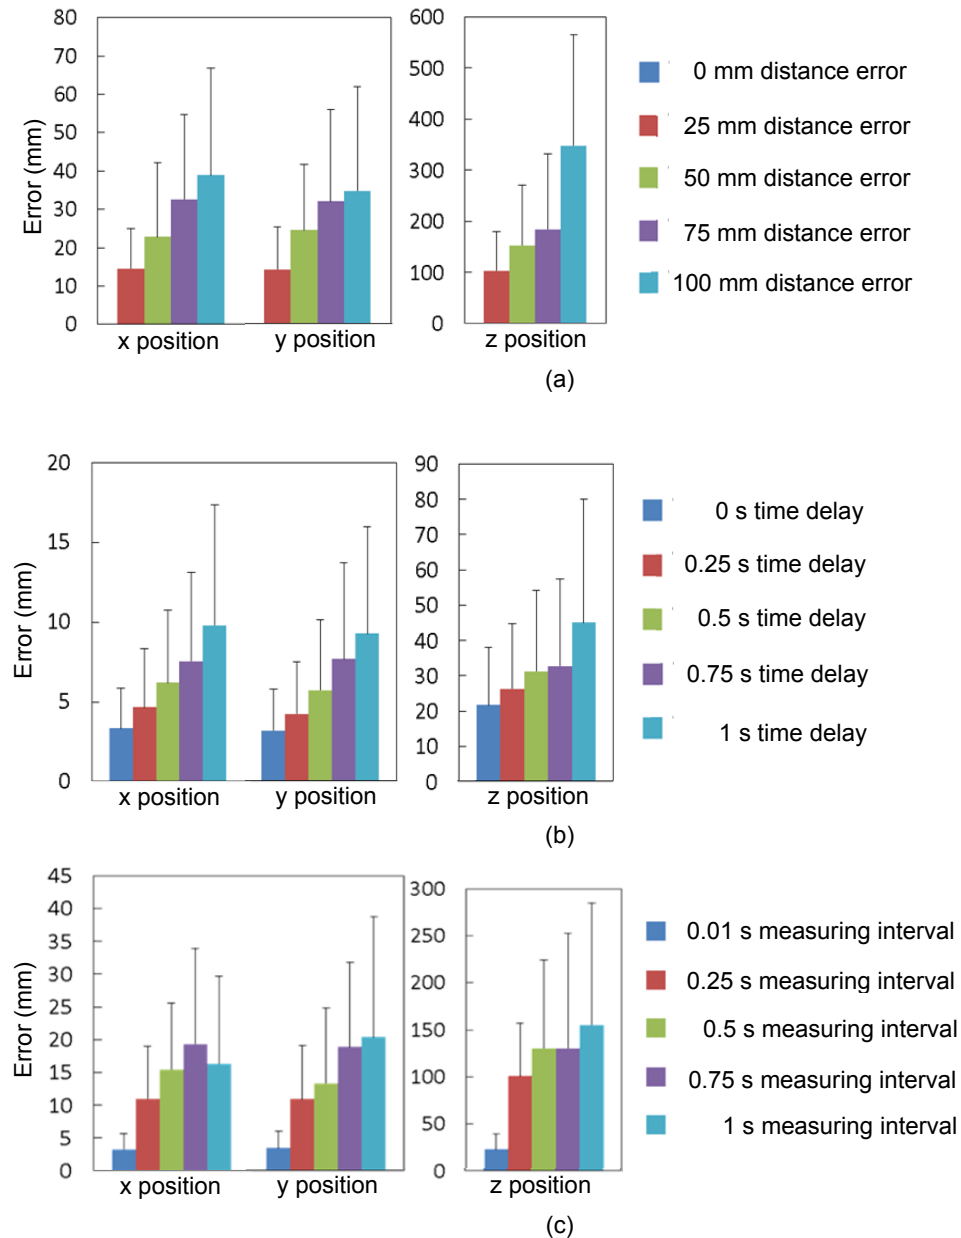 80
70
60
50
40
30
20
10
0
Error (mm)
x position
y position
600
500
400
300
200
100
0
z position
0 mm distance error
25 mm distance error
50 mm distance error
75 mm distance error
100 mm distance error
(a)
20
15
10
5
0
Error (mm)
x position
y position
90
80
70
60
50
40
30
20
10
0
z position
0 s time delay
0.25 s time delay
0.5 s time delay
0.75 s time delay
1 s time delay
(b)
45
40
35
30
25
20
15
10
5
0
Error (mm)
x position
y position
300
250
200
150
100
50
0
z position
0.01 s measuring interval
0.25 s measuring interval
0.5 s measuring interval
0.75 s measuring interval
1 s measuring interval
(c)